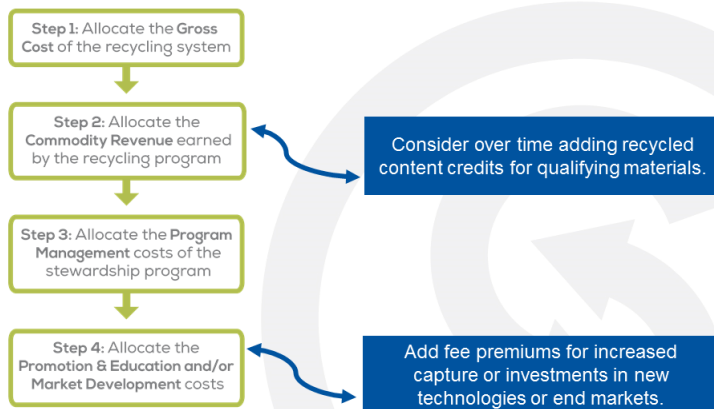 Step 1: Allocate the Gross
Cost of the recycling system
Step 2: Allocate the
Commodity Revenue earned
by the recycling program
Consider over time adding recycled
content credits for qualifying materials.
Step 3: Allocate the Program
Management costs of the
stewardship program
Step 4: Allocate the
Promotion & Education and/or
Market Development costs
Add fee premiums for increased
capture or investments in new
technologies or end markets.